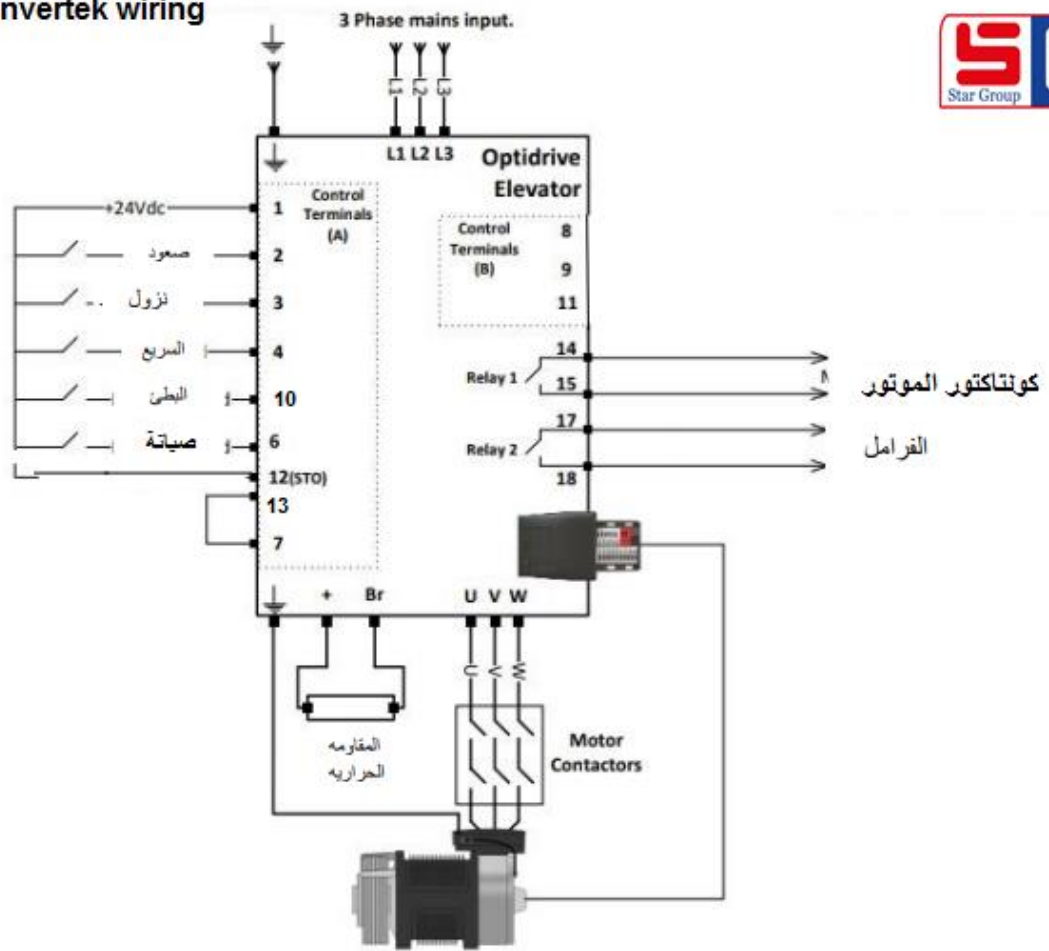 nvertek wiring
3 Phase mains input.
Star Group
L1 L2 L3
L1 L2 L3
Optidrive
Elevator
Control
Terminals
(A)
Control
Terminals
(B)
8
9
11
+24Vdc
1
صعود
2
نزول
3
السريع
4
البطئ
10
صيانة
6
12(STO)
13
7
Relay 1
14
15
كونتاكتور الموتور
Relay 2
17
18
الفرامل
+ Br
U V W
U V W
المقاومه
الحراريه
Motor
Contactors